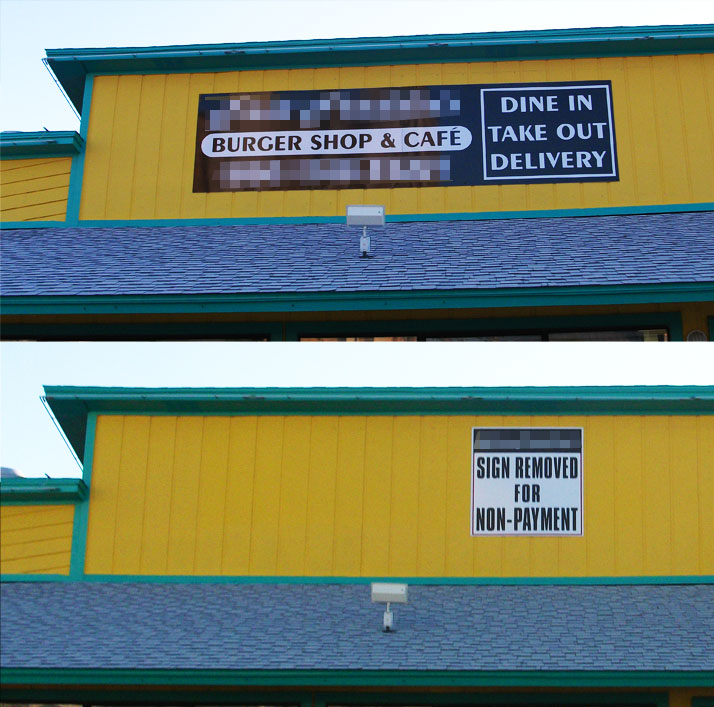 BURGER SHOP & CAFÉ
DINE IN
TAKE OUT
DELIVERY
SIGN REMOVED
FOR
NON-PAYMENT